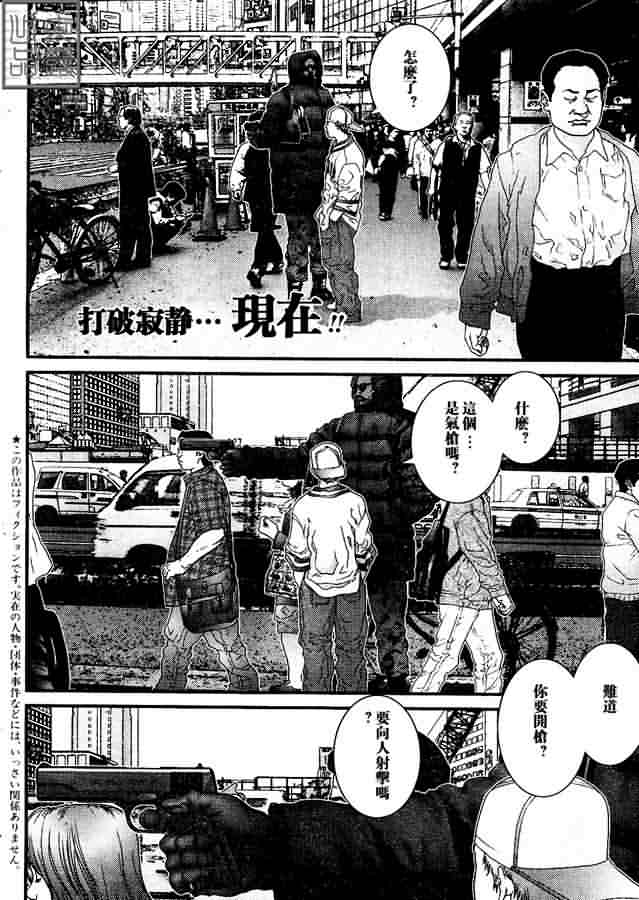 怎麼了?
打破寂静…現在!!
什麼?
這個…
是氣槍嗎?
難道
你要開槍?
要向人射擊嗎
?
★この作品はフィクションです。実在の人物・団体・事件などには、いっさい関係ありません。